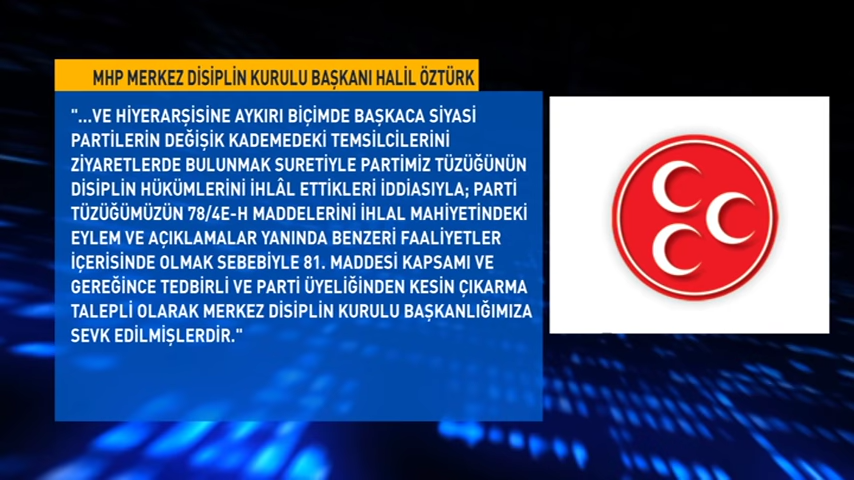 MHP MERKEZ DİSİPLİN KURULU BAŞKANI HALİL ÖZTÜRK
"...VE HİYERARŞİSİNE AYKIRI BİÇİMDE BAŞKACA SİYASİ
PARTİLERİN DEĞİŞİK KADEMEDEKİ TEMSİLCİLERİNİ
ZİYARETLERDE BULUNMAK SURETİYLE PARTİMİZ TÜZÜĞÜNÜN
DİSİPLİN HÜKÜMLERİNİ İHLÂL ETTİKLERİ İDDİASIYLA; PARTİ
TÜZÜĞÜMÜZÜN 78/4E-H MADDELERİNİ İHLAL MAHİYETİNDEKİ
EYLEM VE AÇIKLAMALAR YANINDA BENZERİ FAALİYETLER
İÇERİSİNDE OLMAK SEBEBİYLE 81. MADDESİ KAPSAMI VE
GEREĞİNCE TEDBİRLİ VE PARTİ ÜYELİĞİNDEN KESİN ÇIKARMA
TALEPLİ OLARAK MERKEZ DİSİPLİN KURULU BAŞKANLIĞIMIZA
SEVK EDİLMİŞLERDİR."